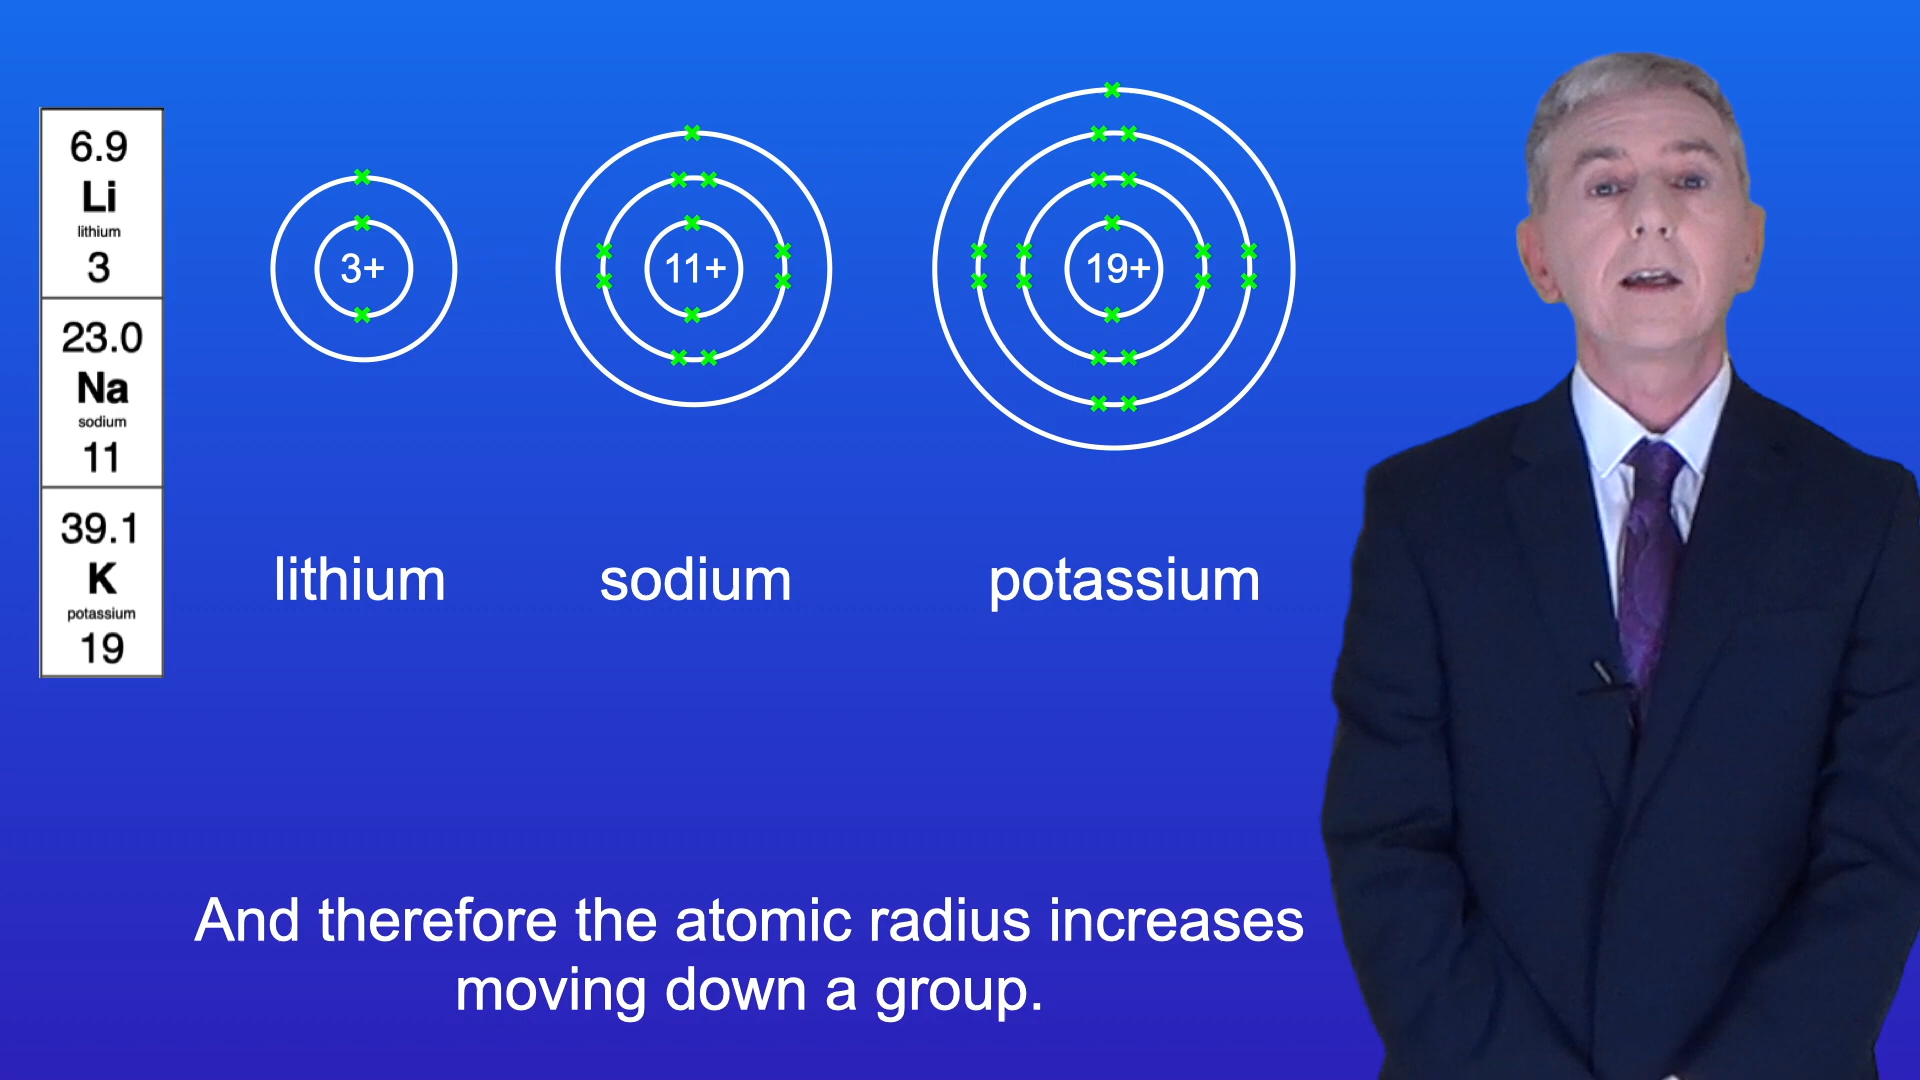 6.9
Li
lithium
3
23.0
Na
sodium
11
39.1
K
potassium
19
3+
11+
19+
lithium
sodium
potassium
And therefore the atomic radius increases
moving down a group.